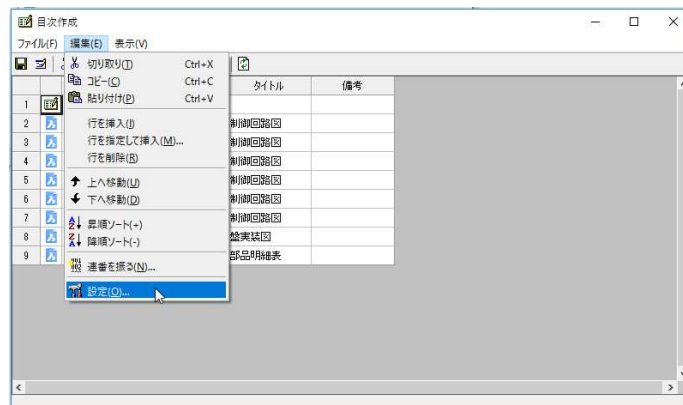 目次作成
ファイル(F) 編集(E) 表示(V)
切り取り(T) Ctrl+X
コピー(C) Ctrl+C
貼り付け(P) Ctrl+V
行を挿入(I)
行を指定して挿入(M)...
行を削除(R)
上へ移動(U)
下へ移動(D)
昇順ソート(+)
降順ソート(-)
連番を振る(N)...
設定(O)...
タイトル 備考
1
2 制御回路図
3 制御回路図
4 制御回路図
5 制御回路図
6 制御回路図
7 制御回路図
8 盤実装図
9 部品明細表